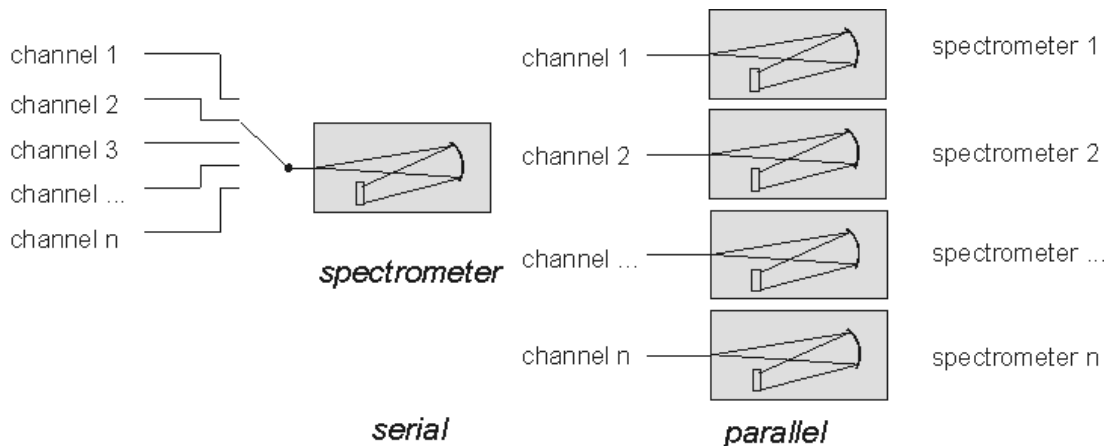 channel 1
channel 2
channel 3
channel ...
channel n
spectrometer
serial
channel 1
spectrometer 1
channel 2
spectrometer 2
channel ...
spectrometer ...
channel n
spectrometer n
parallel